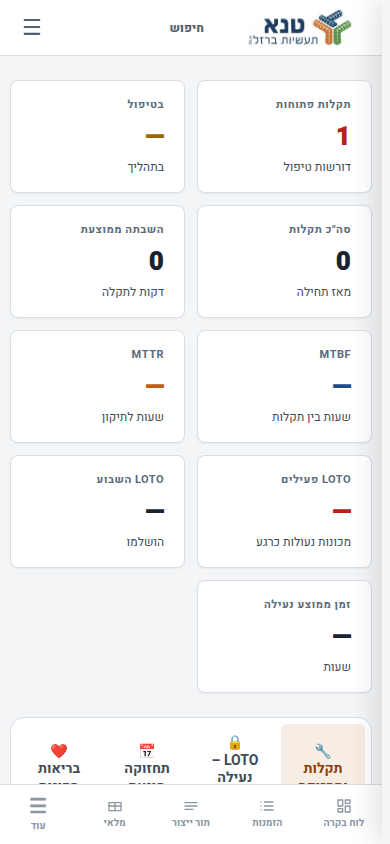 טנא
תעשיות ברזל
חיפוש
תקלות פתוחות
1
דורשות טיפול
בטיפול
—
בתהליך
סה"כ תקלות
0
מאז תחילה
השבתה ממוצעת
0
דקות לתקלה
MTBF
—
שעות בין תקלות
MTTR
—
שעות לתיקון
LOTO פעילים
—
מכונות נעולות כרגע
LOTO השבוע
—
הושלמו
זמן ממוצע נעילה
—
שעות
תקלות
LOTO –
נעילה
תחזוקה
בריאות
לוח בקרה
הזמנות
תור ייצור
מלאי
עוד